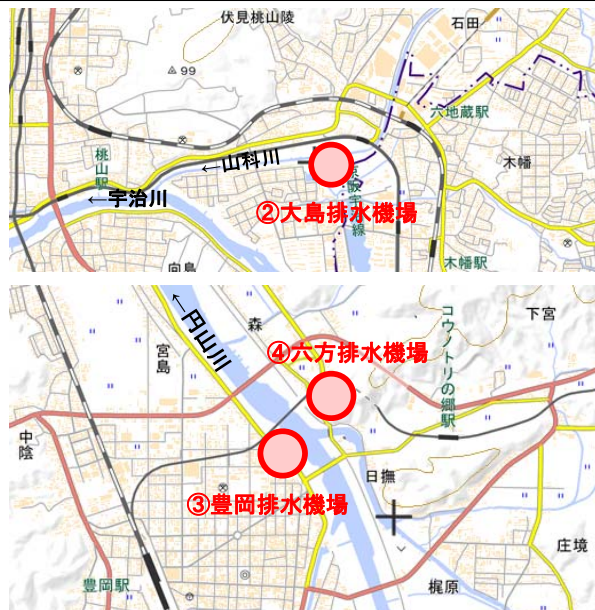 伏見桃山陵
石田
99
六地蔵駅
桃山駅
←山科川
木幡
←宇治川
京阪宇治線
②大島排水機場
向島
木幡駅
←円山川
森
下宮
コウノトリの郷駅
宮島
④六方排水機場
中陰
日撫
③豊岡排水機場
庄境
豊岡駅
梶原